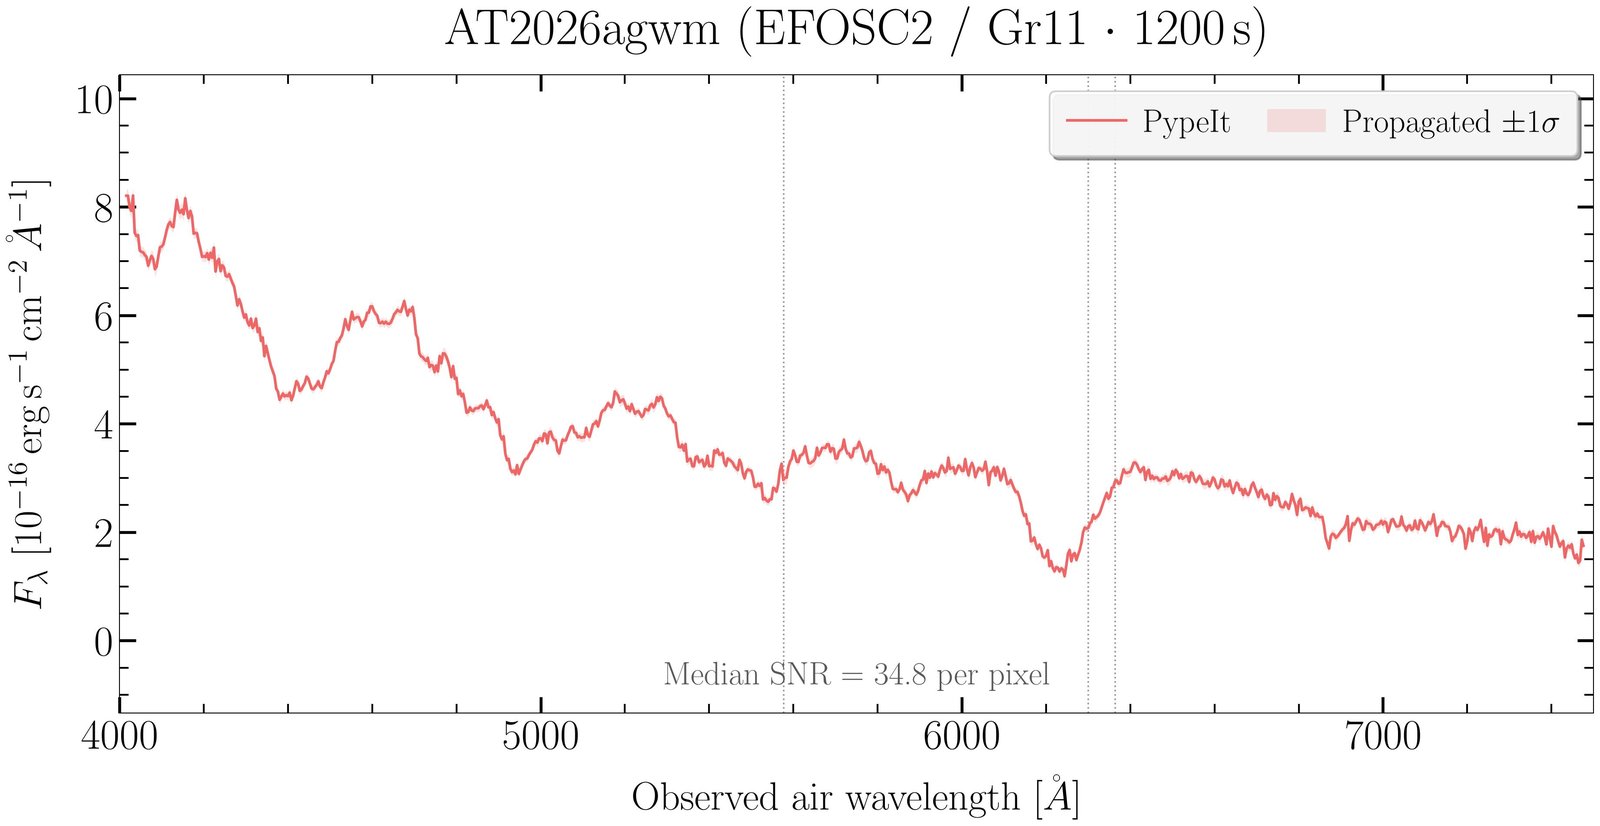 AT2026agwm (EFOSC2 / Gr11 · 1200 s)
PypeIt Propagated ±1σ
10
8
6
4
2
0
F_λ [10⁻¹⁶ erg s⁻¹ cm⁻² Å⁻¹]
Median SNR = 34.8 per pixel
4000 5000 6000 7000
Observed air wavelength [Å]